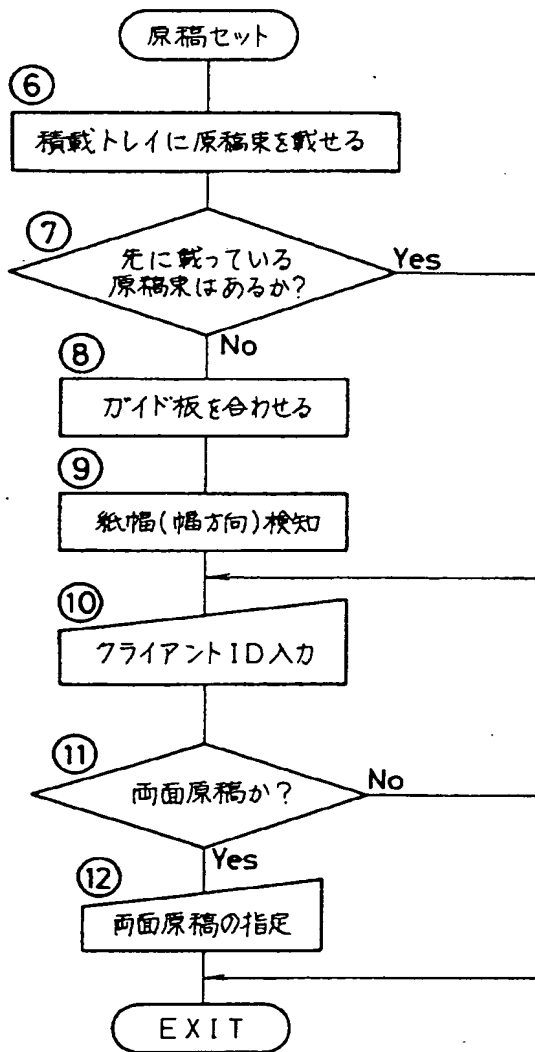 原稿セット
⑥
積載トレイに原稿束を載せる
⑦
先に載っている
原稿束はあるか?
Yes
No
⑧
ガイド板を合わせる
⑨
紙幅(幅方向)検知
⑩
クライアントID入力
⑪
両面原稿か?
No
Yes
⑫
両面原稿の指定
EXIT